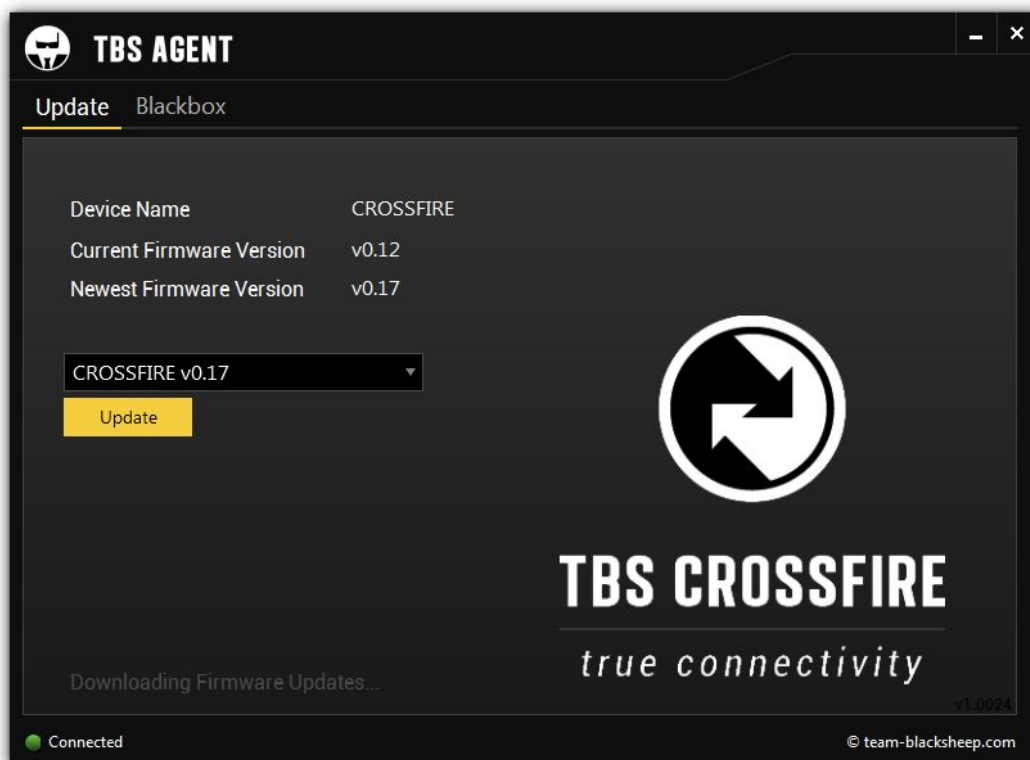 TBS AGENT
Update Blackbox
Device Name CROSSFIRE
Current Firmware Version v0.12
Newest Firmware Version v0.17
CROSSFIRE v0.17
Update
TBS CROSSFIRE
true connectivity
Downloading Firmware Updates...
v1.0024
Connected © team-blacksheep.com